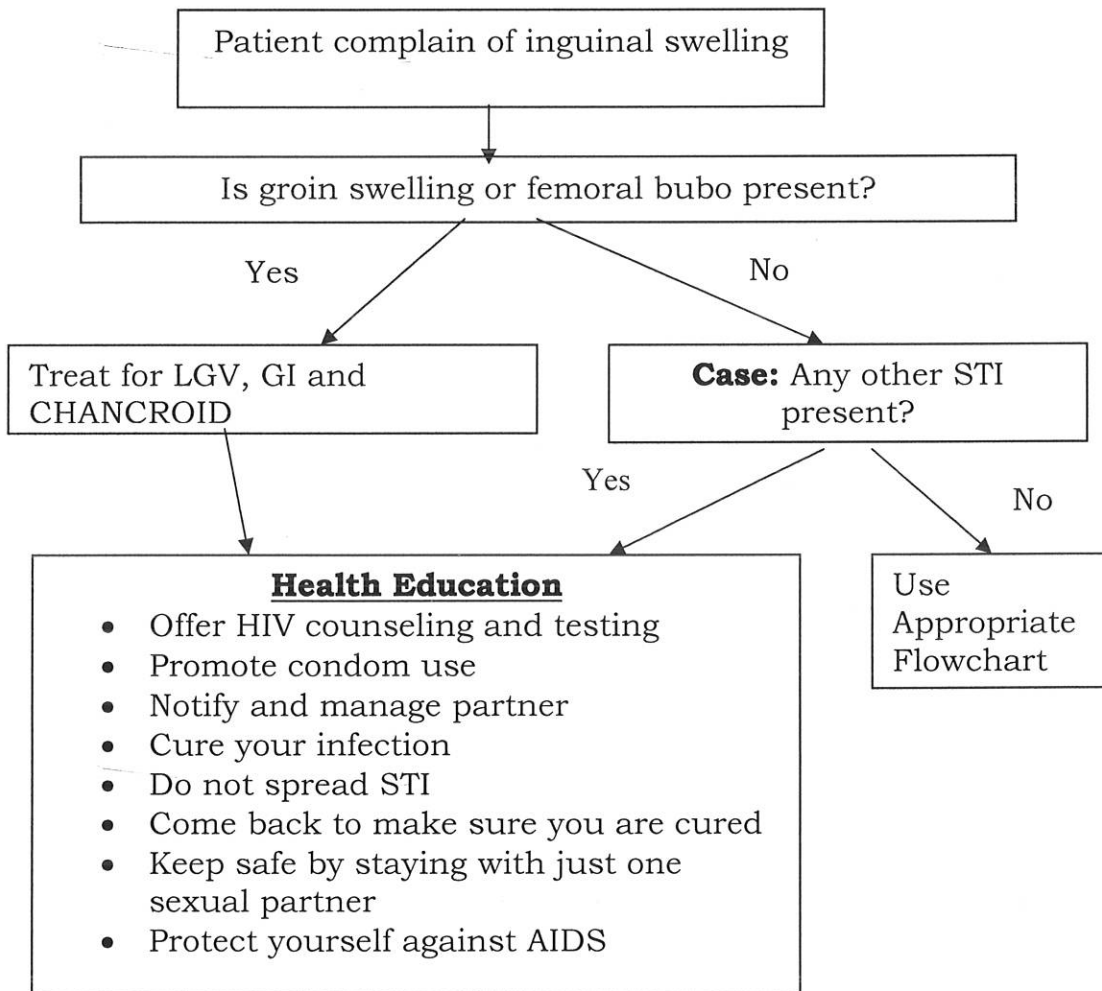 Patient complain of inguinal swelling
Is groin swelling or femoral bubo present?
Yes
No
Treat for LGV, GI and
CHANCROID
Case: Any other STI
present?
Yes
No
Health Education
• Offer HIV counseling and testing
• Promote condom use
• Notify and manage partner
• Cure your infection
• Do not spread STI
• Come back to make sure you are cured
• Keep safe by staying with just one
sexual partner
• Protect yourself against AIDS
Use
Appropriate
Flowchart